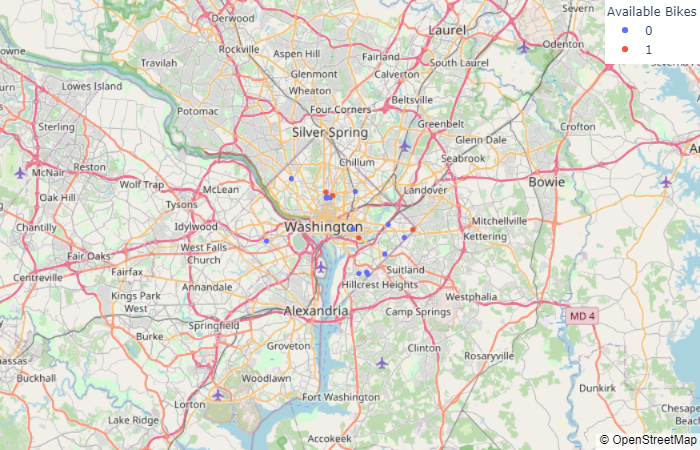 Available Bikes
0
1
Derwood
Severn
Laurel
Odenton
Rockville
Aspen Hill
Fairland
South Laurel
Travilah
Glenmont
Calverton
Lowes Island
Wheaton
Beltsville
Potomac
Four Corners
Sterling
Silver Spring
Greenbelt
Crofton
Glenn Dale
Reston
Chillum
Seabrook
McNair
Wolf Trap
McLean
Landover
Bowie
Oak Hill
Tysons
Chantilly
Idylwood
Washington
Mitchellville
Kettering
West Falls
Church
Fair Oaks
Centreville
Fairfax
Suitland
Annandale
Hillcrest Heights
Kings Park
West
Westphalia
Alexandria
Camp Springs
MD 4
Springfield
Burke
Groveton
Clinton
Rosaryville
Buckhall
Woodlawn
Dunkirk
Lorton
Fort Washington
Chesape
Beach
Lake Ridge
Accokeek
© OpenStreetMap